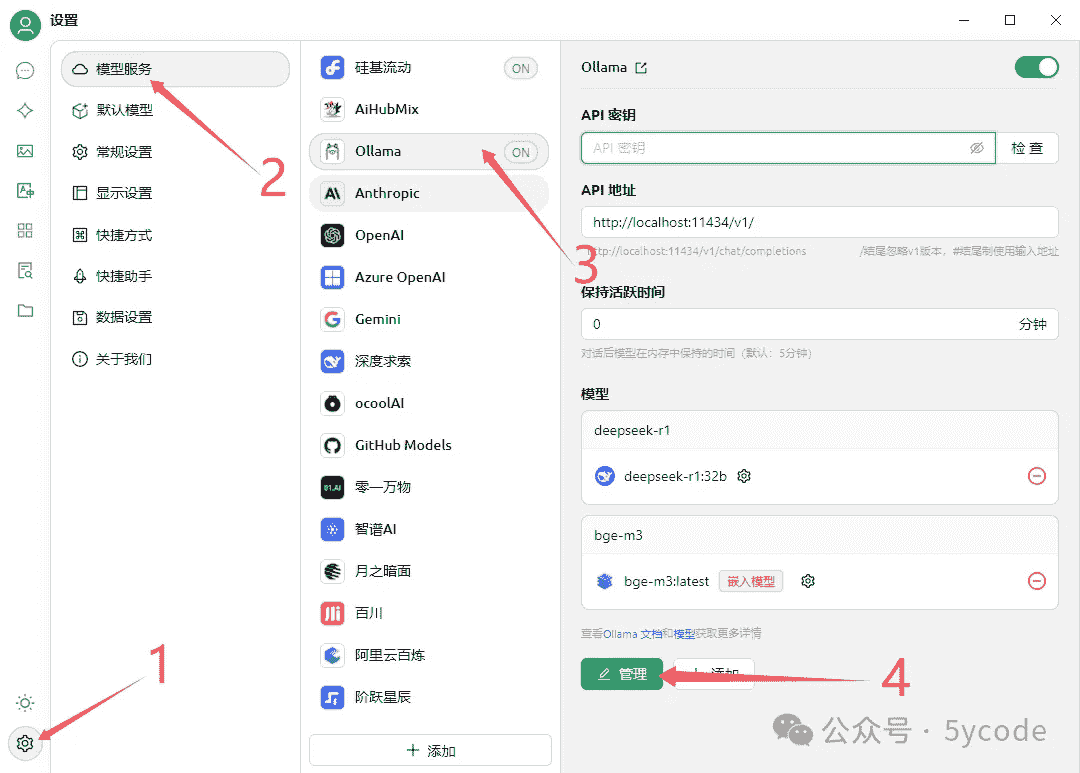 设置
模型服务
默认模型
常规设置
显示设置
快捷方式
快捷助手
数据设置
关于我们
硅基流动 ON
AiHubMix
Ollama ON
Anthropic
OpenAI
Azure OpenAI
Gemini
深度求索
ocoolAI
GitHub Models
01.AI 零一万物
智谱AI
月之暗面
百川
阿里云百炼
阶跃星辰
添加
Ollama
API 密钥
API 密钥 检 查
API 地址
http://localhost:11434/v1/
http://localhost:11434/v1/chat/completions /结尾忽略v1版本，#结尾制使用输入地址
保持活跃时间
0 分钟
对话后模型在内存中保持的时间（默认：5分钟）
模型
deepseek-r1
deepseek-r1:32b
bge-m3
bge-m3:latest 嵌入模型
查看Ollama 文档和模型获取更多详情
管理 添加
1
2
3
4
公众号 · 5ycode